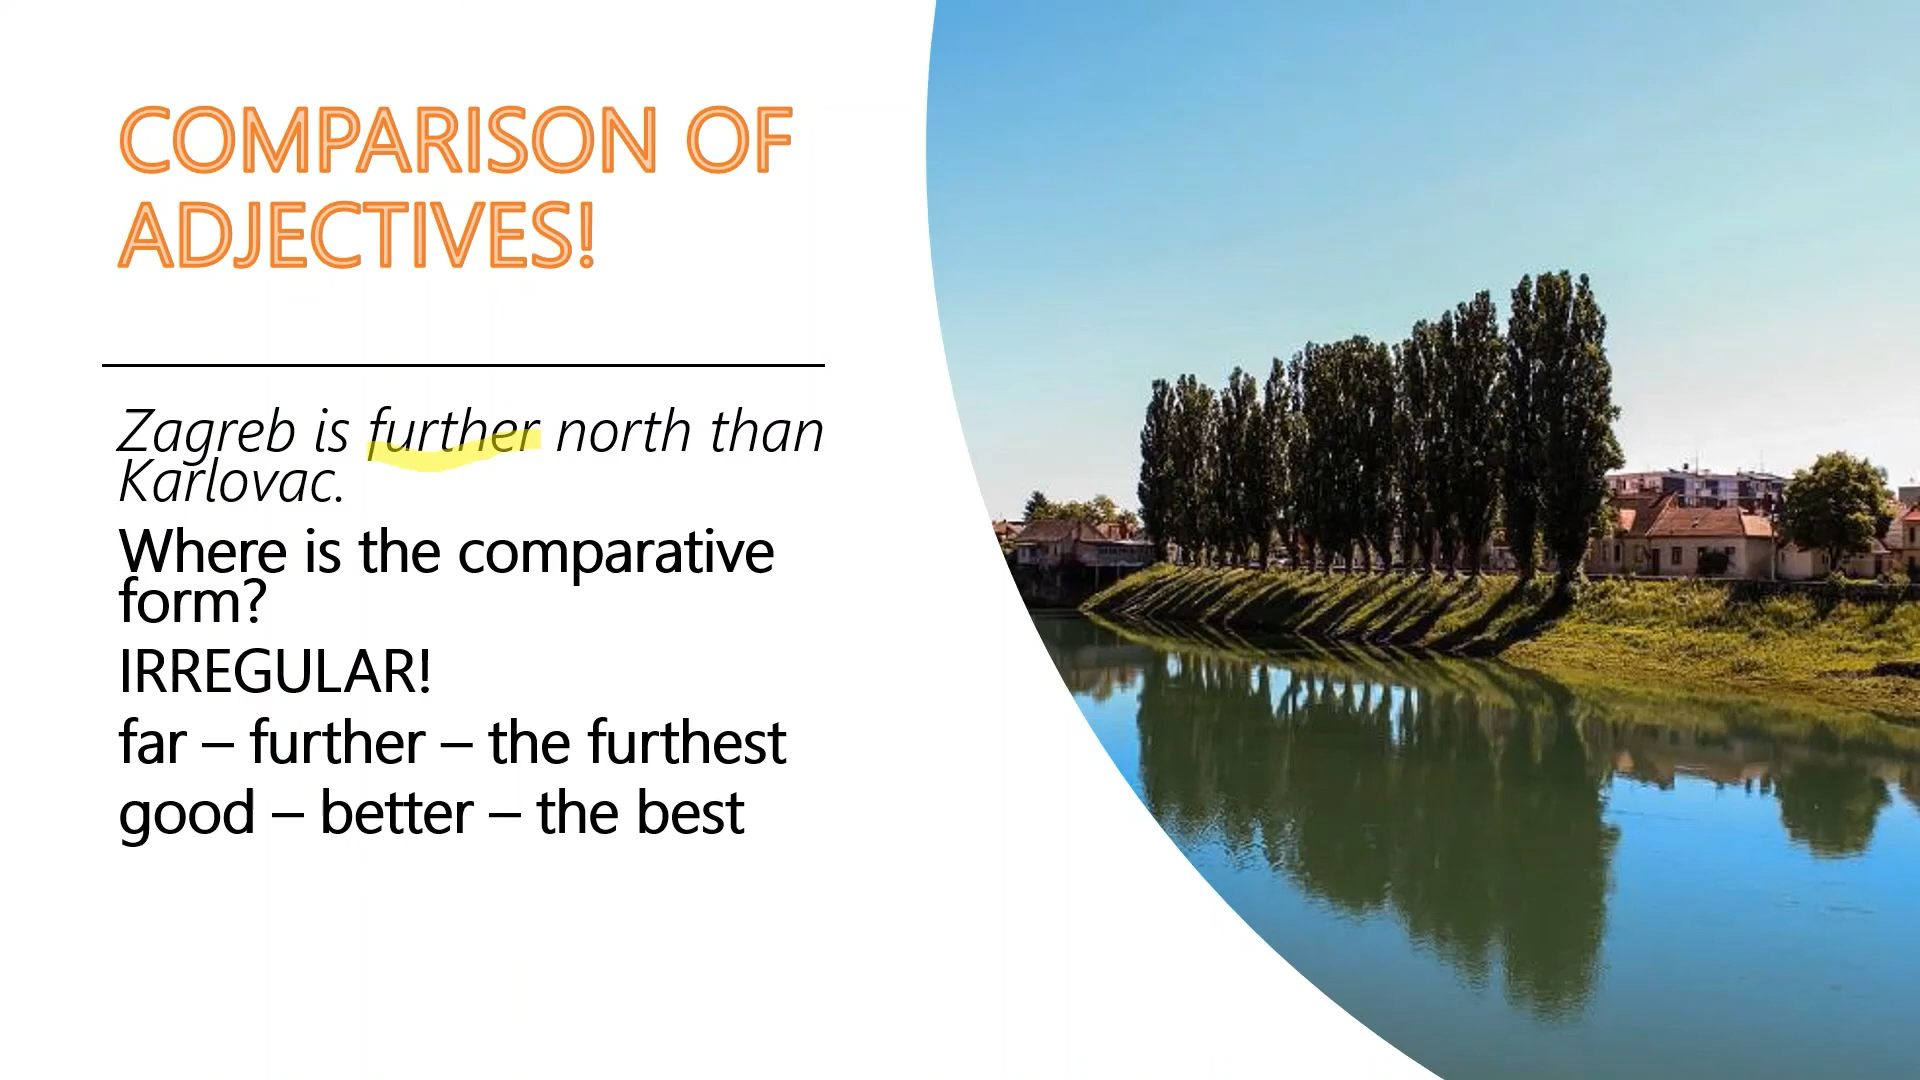 COMPARISON OF
ADJECTIVES!
Zagreb is further north than
Karlovac.
Where is the comparative
form?
IRREGULAR!
far – further – the furthest
good – better – the best